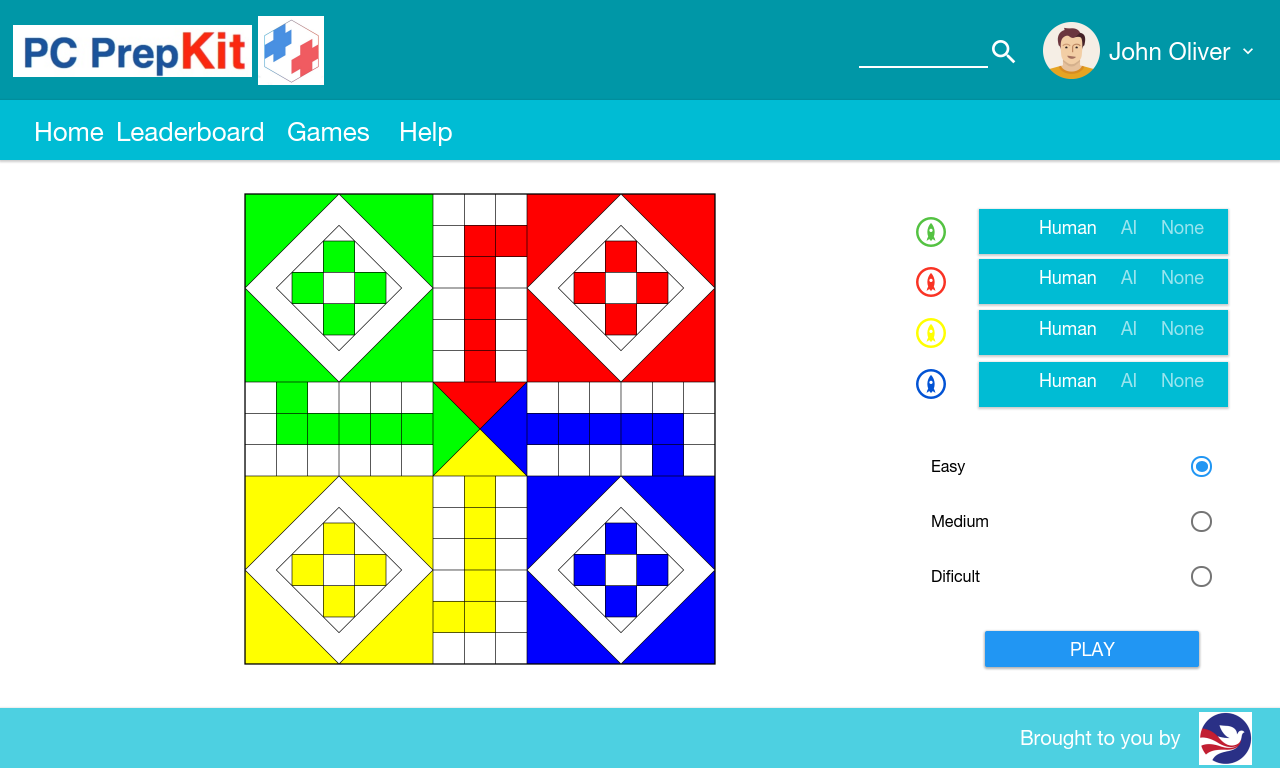 PC PrepKit
John Oliver
Home Leaderboard Games Help
Human AI None
Human AI None
Human AI None
Human AI None
Easy
Medium
Dificult
PLAY
Brought to you by